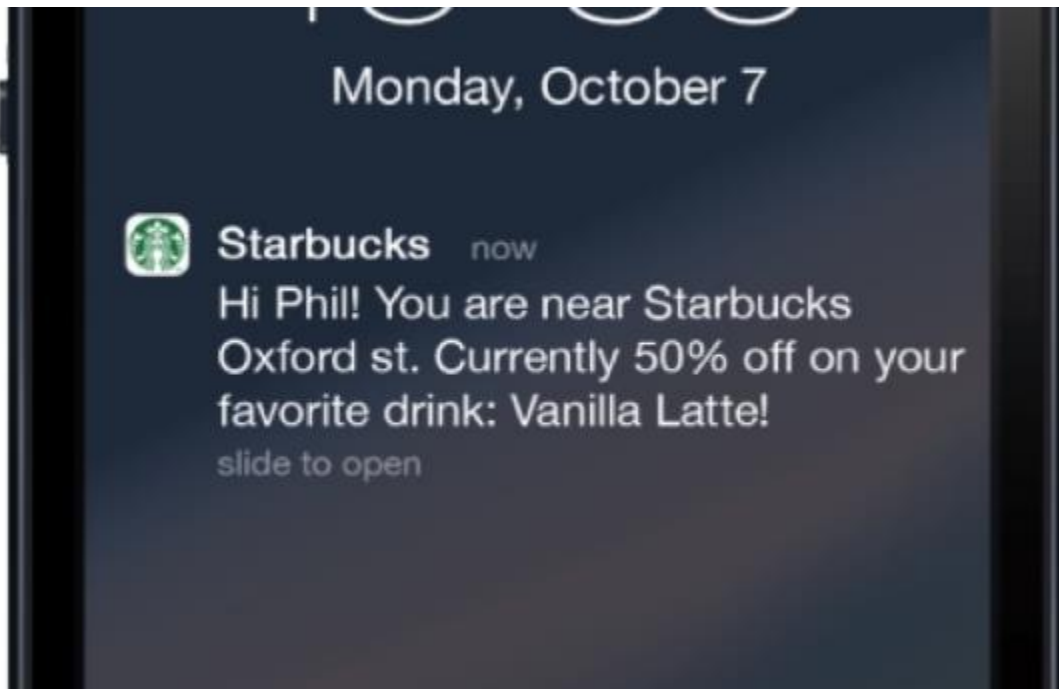 Monday, October 7
Starbucks now
Hi Phil! You are near Starbucks
Oxford st. Currently 50% off on your
favorite drink: Vanilla Latte!
slide to open